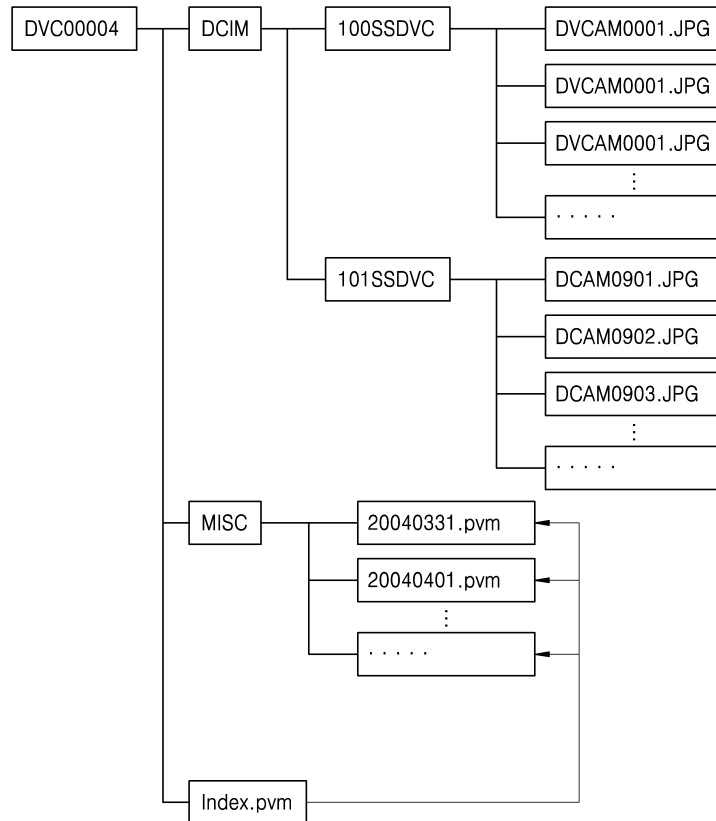 DVC00004
DCIM
100SSDVC
DVCAM0001.JPG
DVCAM0001.JPG
DVCAM0001.JPG
⋮
· · · · ·
101SSDVC
DCAM0901.JPG
DCAM0902.JPG
DCAM0903.JPG
⋮
· · · · ·
MISC
20040331.pvm
20040401.pvm
⋮
· · · · ·
Index.pvm